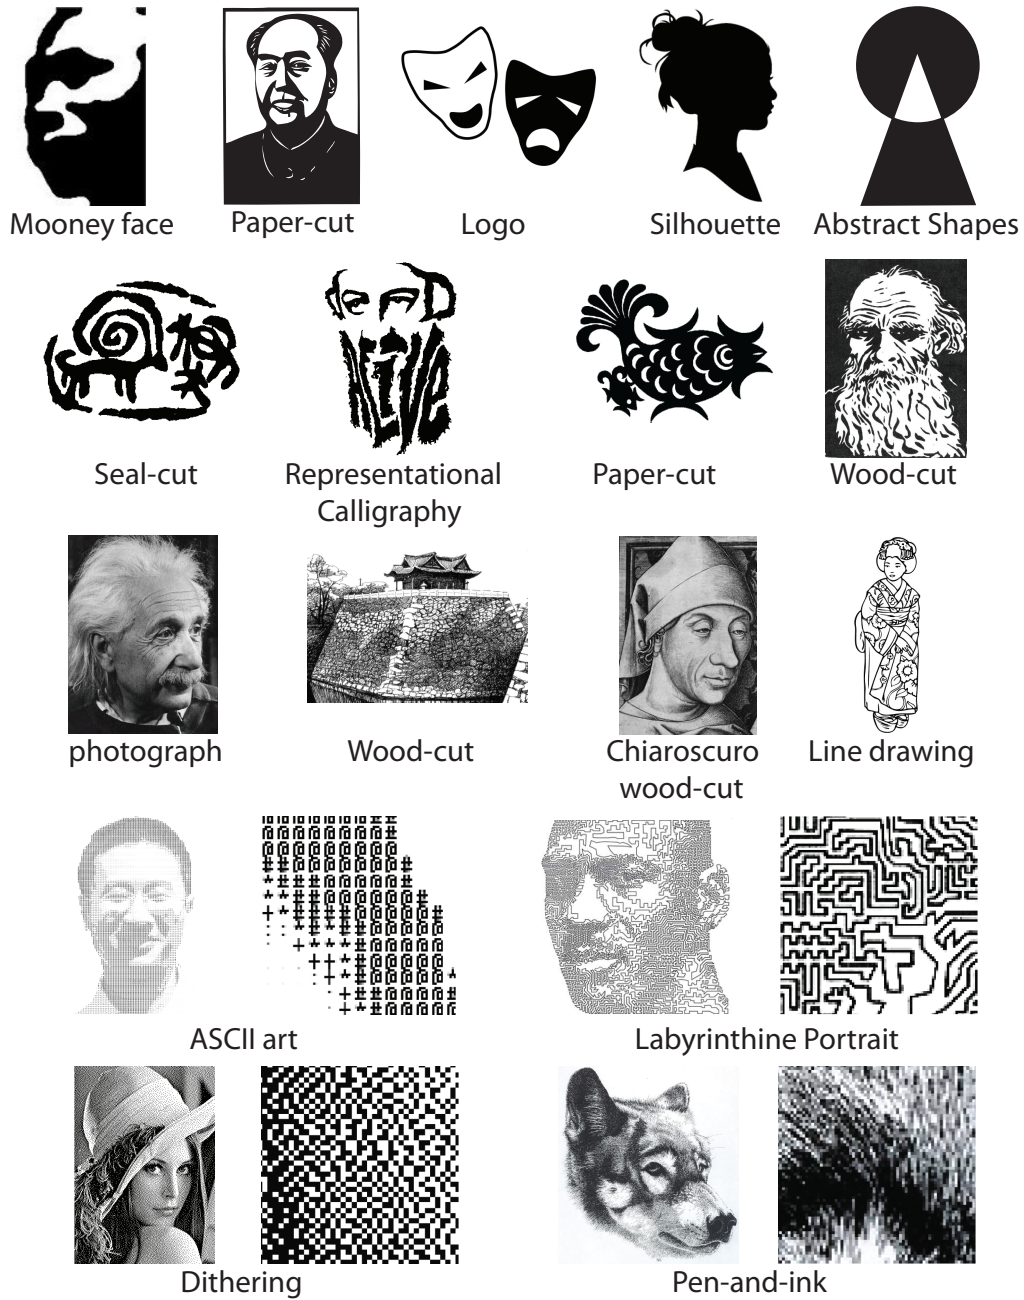 Mooney face
Paper-cut
Logo
Silhouette
Abstract Shapes
D
ALIVE
Seal-cut
Representational
Calligraphy
Paper-cut
Wood-cut
photograph
Wood-cut
Chiaroscuro
wood-cut
Line drawing
ASCII art
Labyrinthine Portrait
Dithering
Pen-and-ink